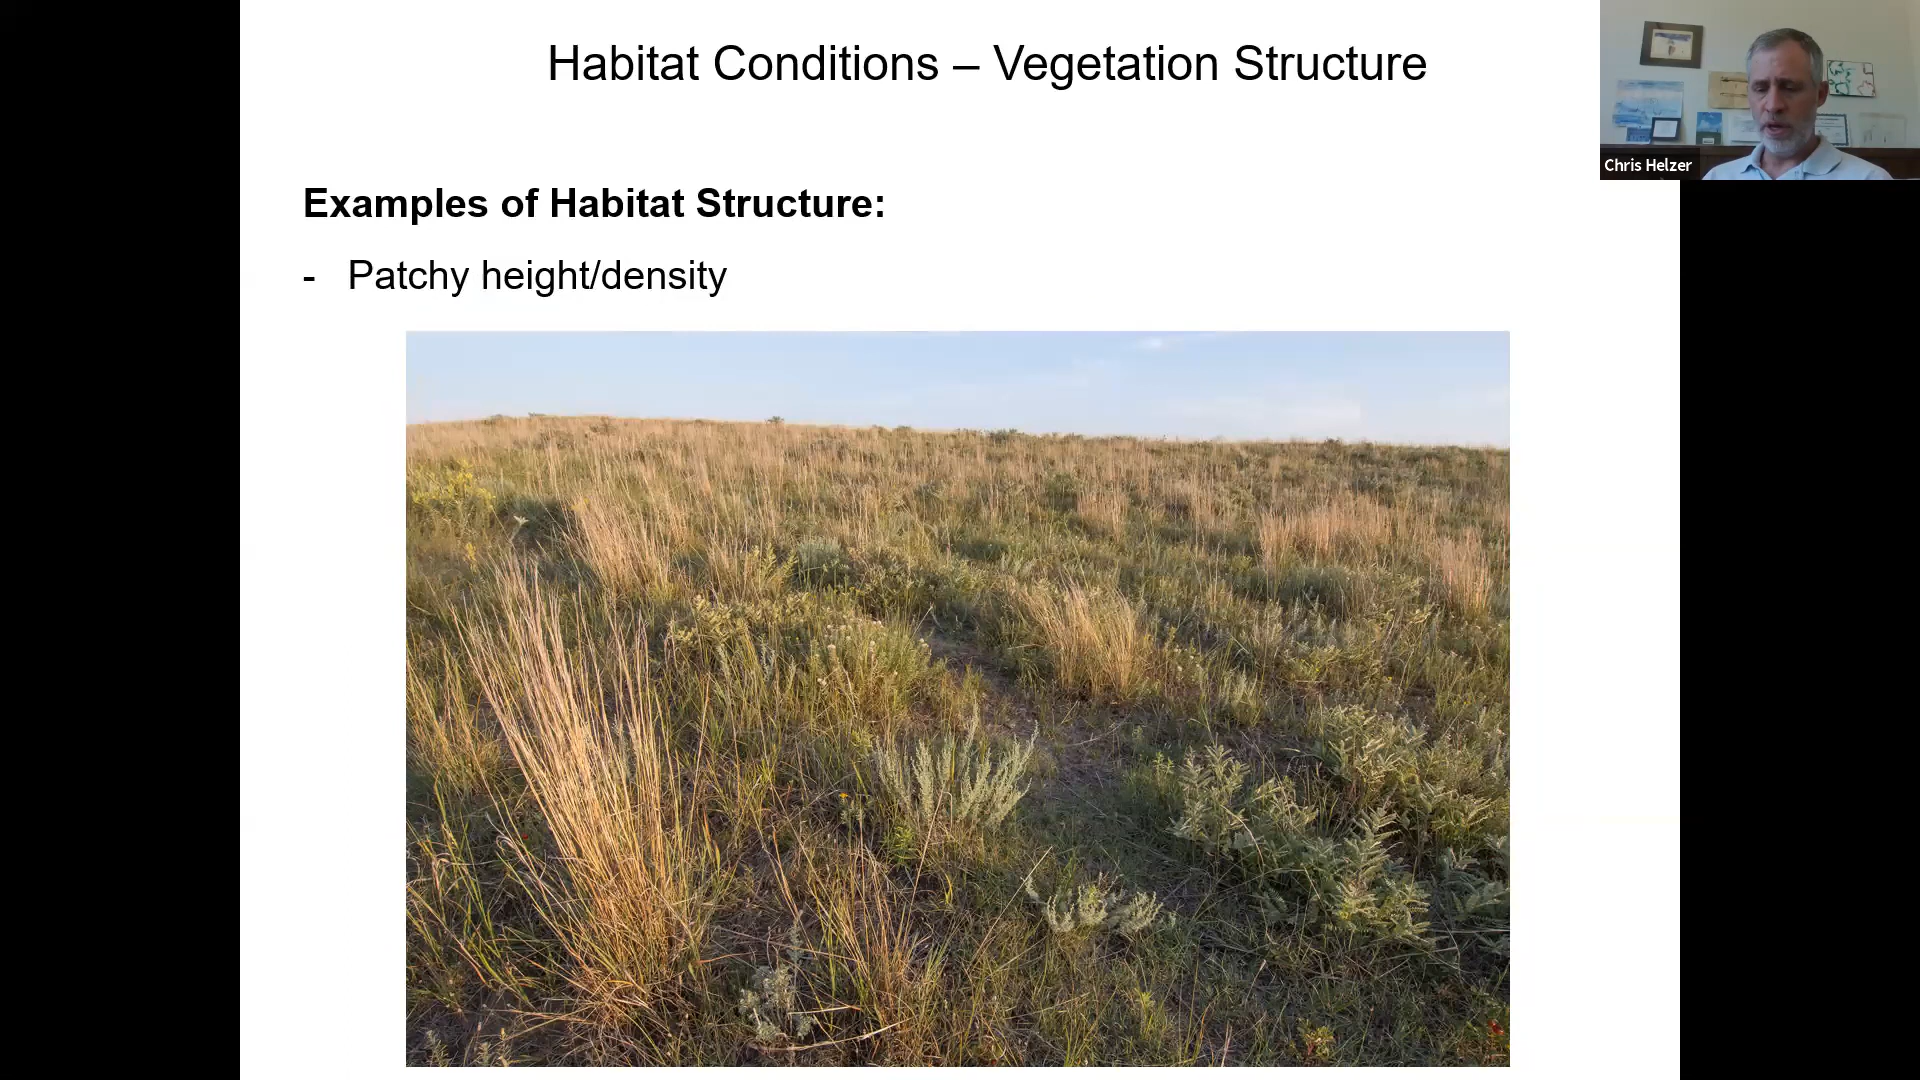 Habitat Conditions – Vegetation Structure
Chris Helzer
Examples of Habitat Structure:
- Patchy height/density